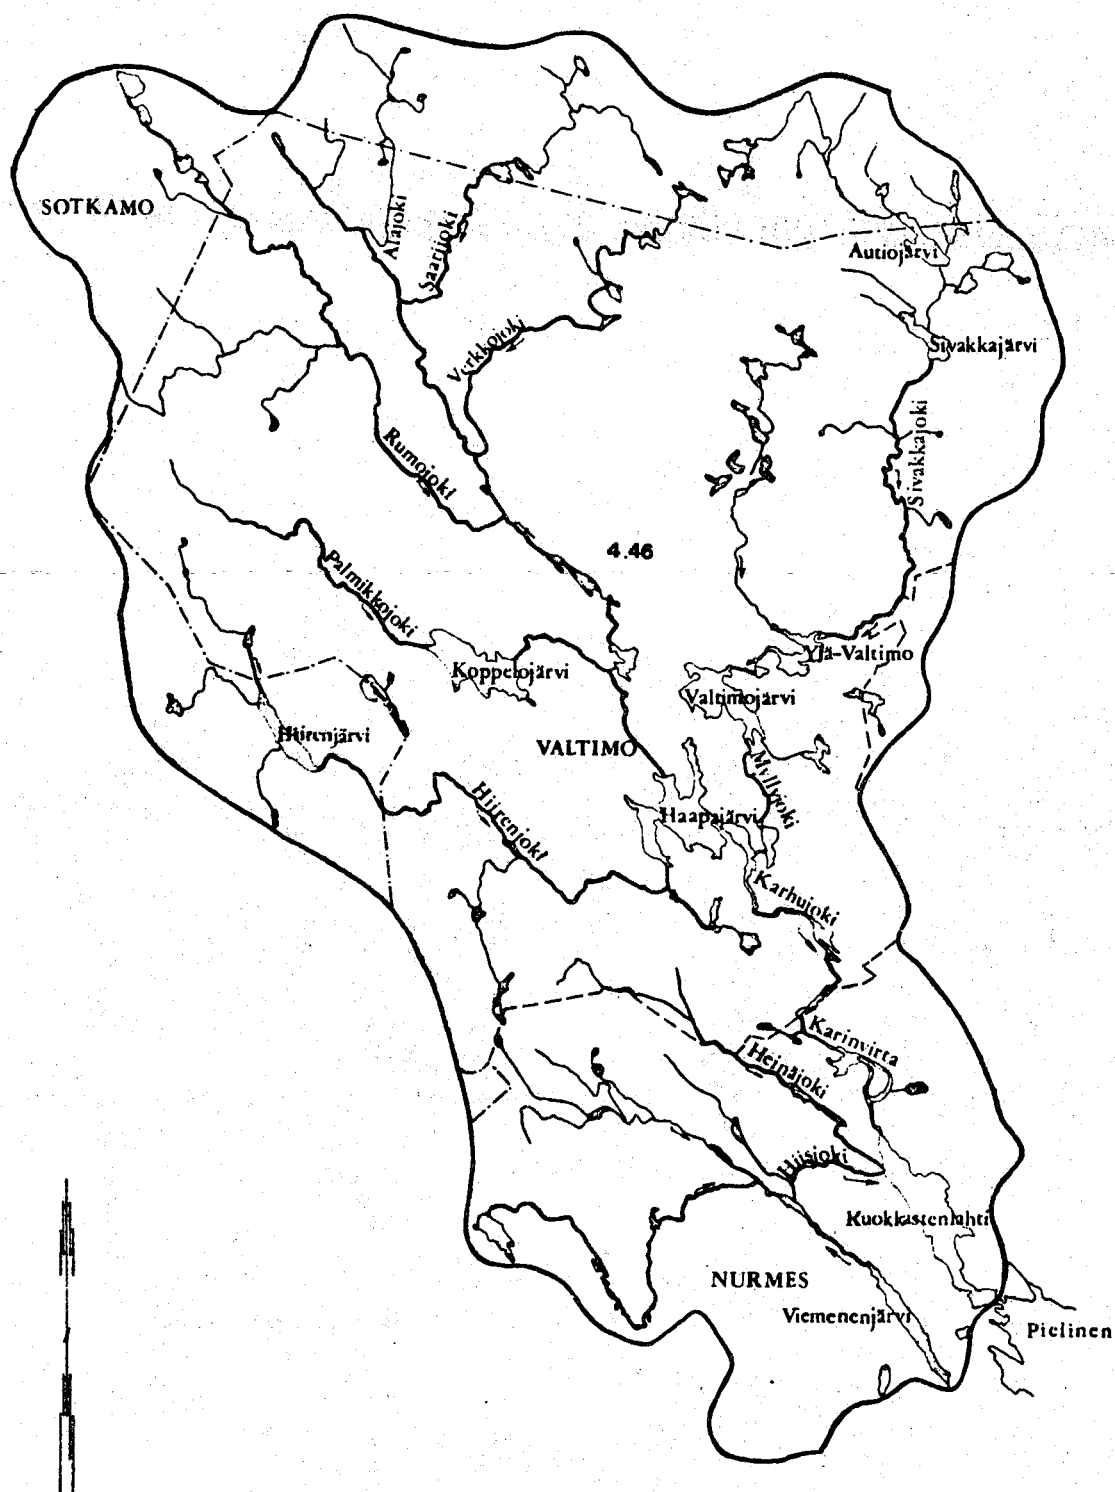 SOTKAMO
Alajoki
Saarijoki
Autiojärvi
Verkkojoki
Sivakkajärvi
Sivakkajoki
Rumojoki
4.46
Palmikkojoki
Koppelojärvi
Ylä-Valtimo
Valtimojärvi
Hiirenjärvi
VALTIMO
Myllyjoki
Hiirenjoki
Haapajärvi
Karhujoki
Karinvirta
Heinäjoki
Hiisjoki
Kuokkastenlahti
NURMES
Viemenenjärvi
Pielinen